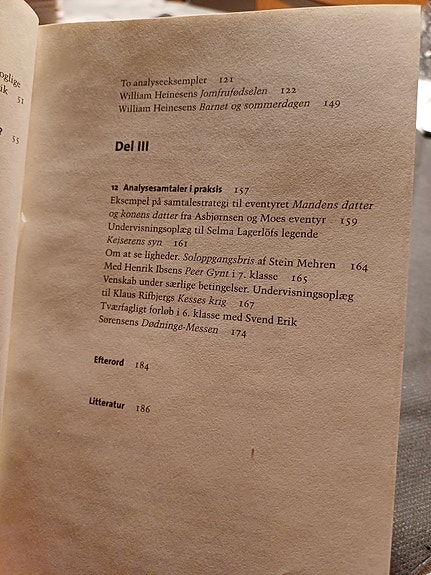 oglige
ik 51
?
55
To analyseeksempler 121
William Heinesens Jomfrufødselen 122
William Heinesens Barnet og sommerdagen 149
Del III
12 Analysesamtaler i praksis 157
Eksempel på samtalestrategi til eventyret Mandens datter
og konens datter fra Asbjørnsen og Moes eventyr 159
Undervisningsoplæg til Selma Lagerlöfs legende
Kejserens syn 161
Om at se ligheder. Soloppgangsbris af Stein Mehren 164
Med Henrik Ibsens Peer Gynt i 7. klasse 165
Venskab under særlige betingelser. Undervisningsoplæg
til Klaus Rifbjergs Kesses krig 167
Tværfagligt forløb i 6. klasse med Svend Erik
Sørensens Dødninge-Messen 174
Efterord 184
Litteratur 186